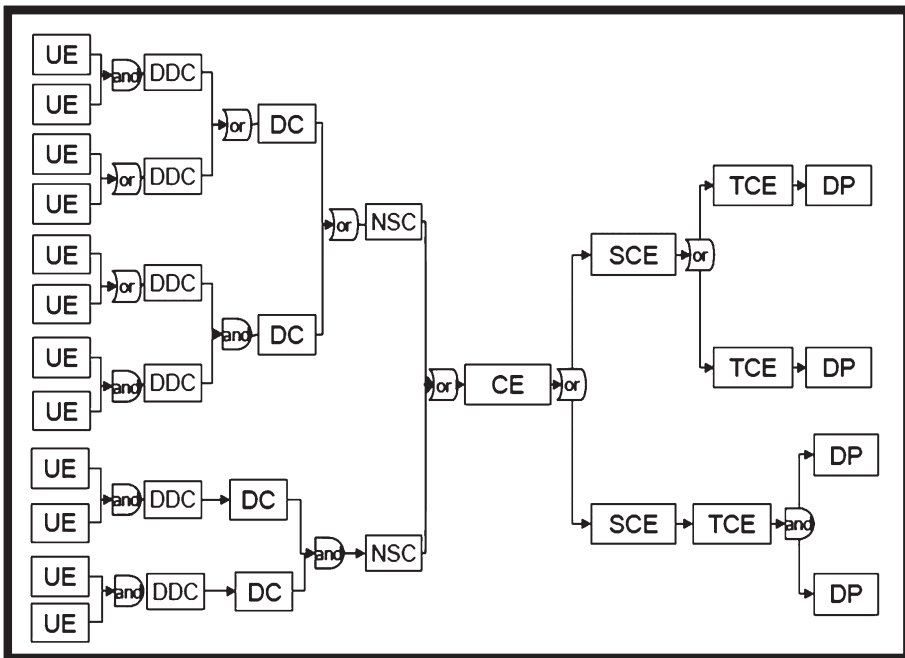 UE
and DDC
UE
or DC
UE
or DDC
UE
or NSC
UE
or DDC
UE
and DC
UE
and DDC
UE
UE
and DDC DC
UE
and NSC
UE
and DDC DC
UE
or CE or
SCE or
TCE DP
TCE DP
SCE TCE and
DP
DP